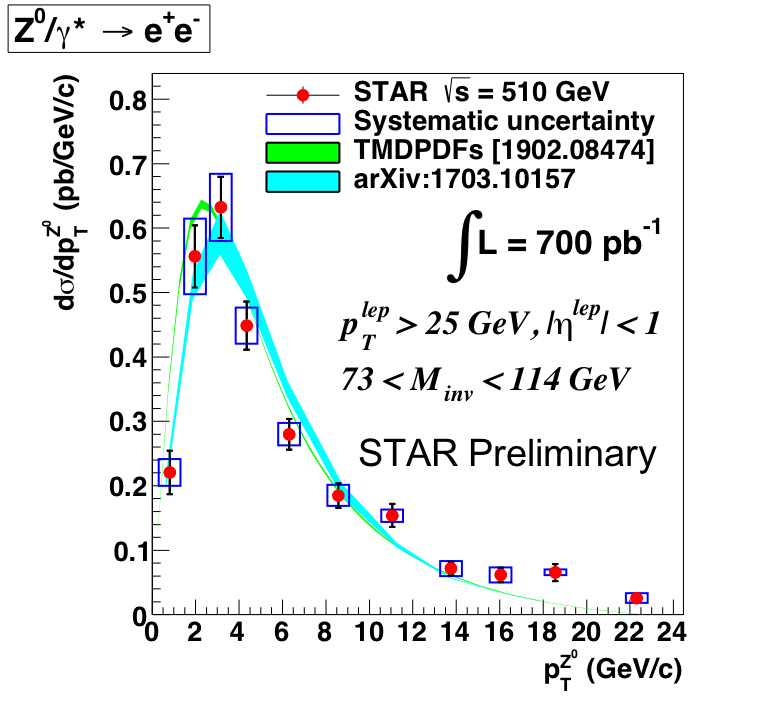 Z⁰/γ* → e⁺e⁻
dσ/dp_T^{Z⁰} (pb/GeV/c)
STAR √s = 510 GeV
Systematic uncertainty
TMDPDFs [1902.08474]
arXiv:1703.10157
∫L = 700 pb⁻¹
p_T^{lep} > 25 GeV, |η^{lep}| < 1
73 < M_{inv} < 114 GeV
STAR Preliminary
0.8
0.7
0.6
0.5
0.4
0.3
0.2
0.1
0
0 2 4 6 8 10 12 14 16 18 20 22 24
p_T^{Z⁰} (GeV/c)